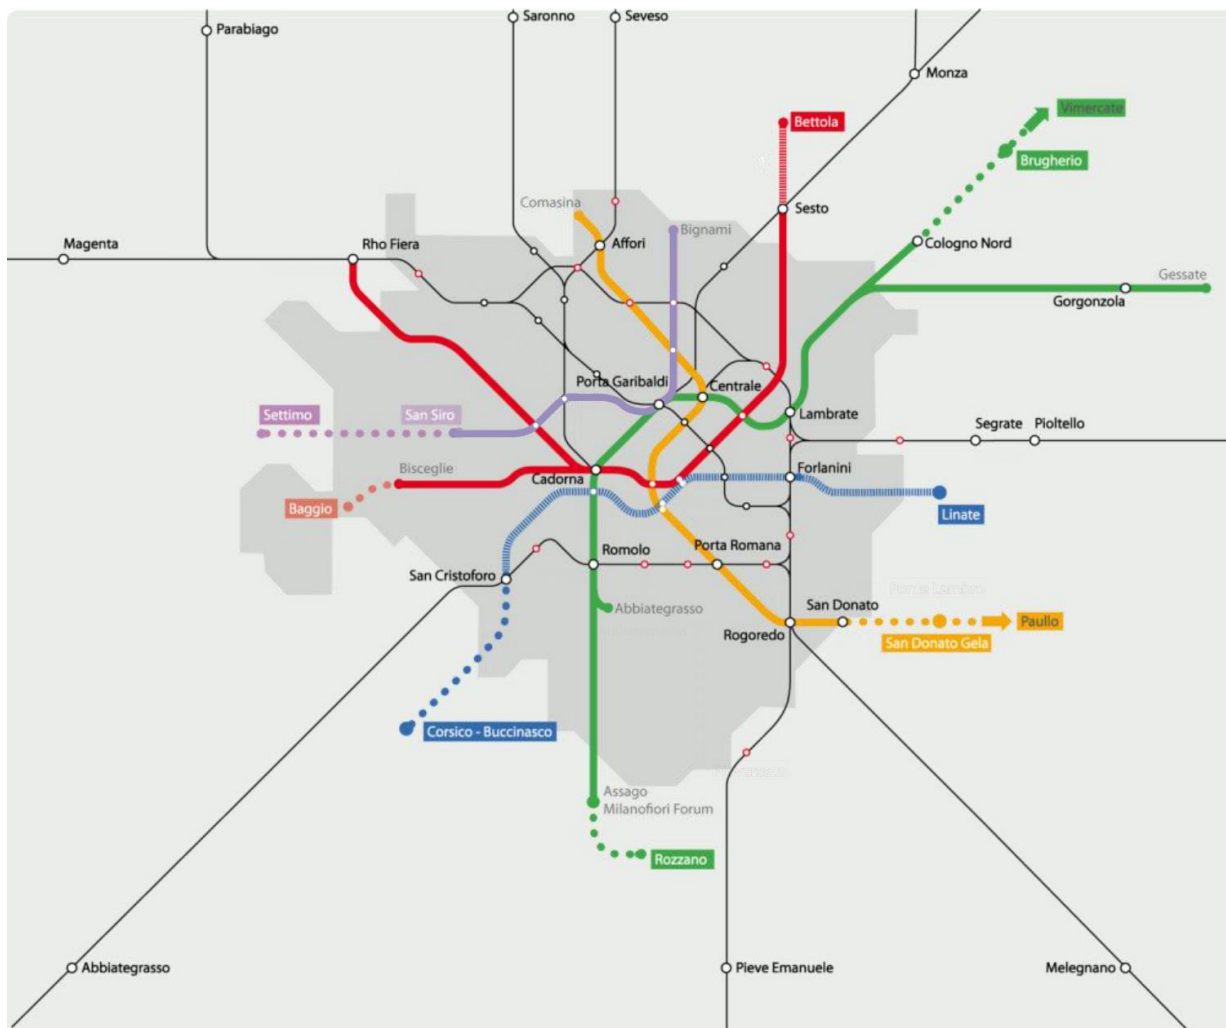 Saronno
Seveso
Parabiago
Monza
Vimercate
Bettola
Brugherio
Comasina
Sesto
Bignami
Magenta
Rho Fiera
Affori
Cologno Nord
Gessate
Gorgonzola
Porta Garibaldi
Centrale
Settimo
San Siro
Lambrate
Segrate
Pioltello
Bisceglie
Cadorna
Forlanini
Baggio
Linate
Romolo
Porta Romana
San Cristoforo
Abbiategrasso
San Donato
Rogoredo
San Donato Gela
Paullo
Corsico - Buccinasco
Assago
Milanofiori Forum
Rozzano
Abbiategrasso
Pieve Emanuele
Melegnano